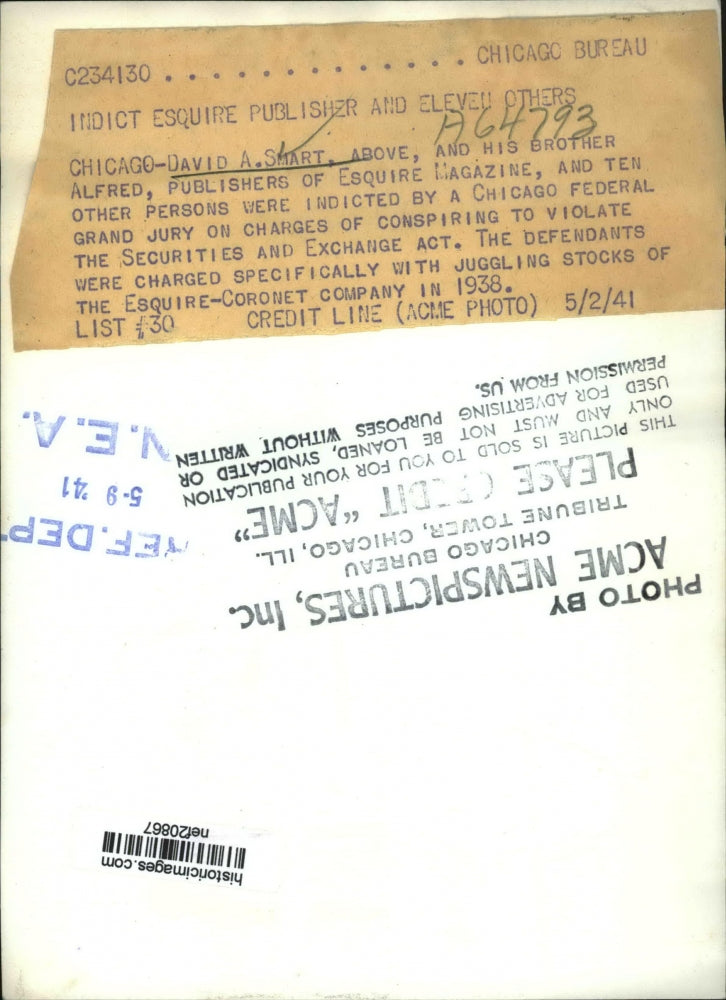 C234130 . . . . . . . . . . . . . . CHICAGO BUREAU
INDICT ESQUIRE PUBLISHER AND ELEVEN OTHERS
A64793
CHICAGO-DAVID A. SMART, ABOVE, AND HIS BROTHER
ALFRED, PUBLISHERS OF ESQUIRE MAGAZINE, AND TEN
OTHER PERSONS WERE INDICTED BY A CHICAGO FEDERAL
GRAND JURY ON CHARGES OF CONSPIRING TO VIOLATE
THE SECURITIES AND EXCHANGE ACT. THE DEFENDANTS
WERE CHARGED SPECIFICALLY WITH JUGGLING STOCKS OF
THE ESQUIRE-CORONET COMPANY IN 1938.
LIST #30 CREDIT LINE (ACME PHOTO) 5/2/41
PHOTO BY
ACME NEWSPICTURES, Inc.
CHICAGO BUREAU
TRIBUNE TOWER, CHICAGO, ILL.
PLEASE CREDIT "ACME"
THIS PICTURE IS SOLD TO YOU FOR YOUR PUBLICATION
ONLY AND MUST NOT BE LOANED, SYNDICATED OR
USED FOR ADVERTISING PURPOSES WITHOUT WRITTEN
PERMISSION FROM US.
REF. DEP
5-9 '41
N.E.A.
historicimages.com
nef20867